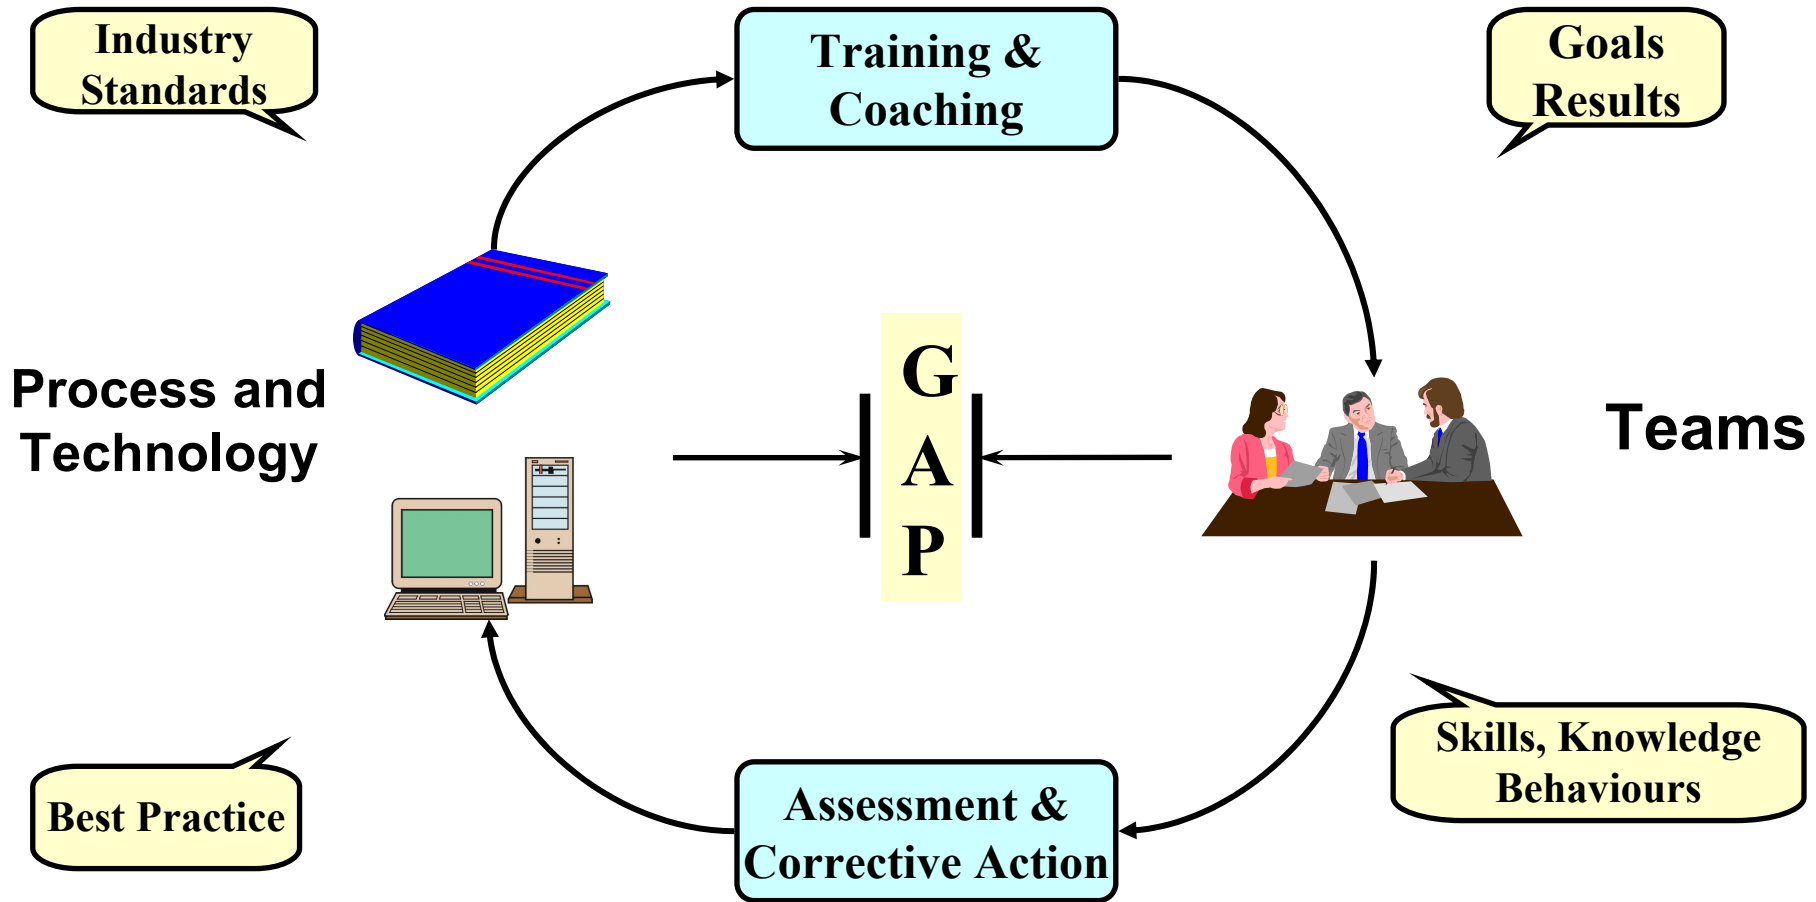 Industry
Standards
Training &
Coaching
Goals
Results
Process and
Technology
G
A
P
Teams
Best Practice
Assessment &
Corrective Action
Skills, Knowledge
Behaviours